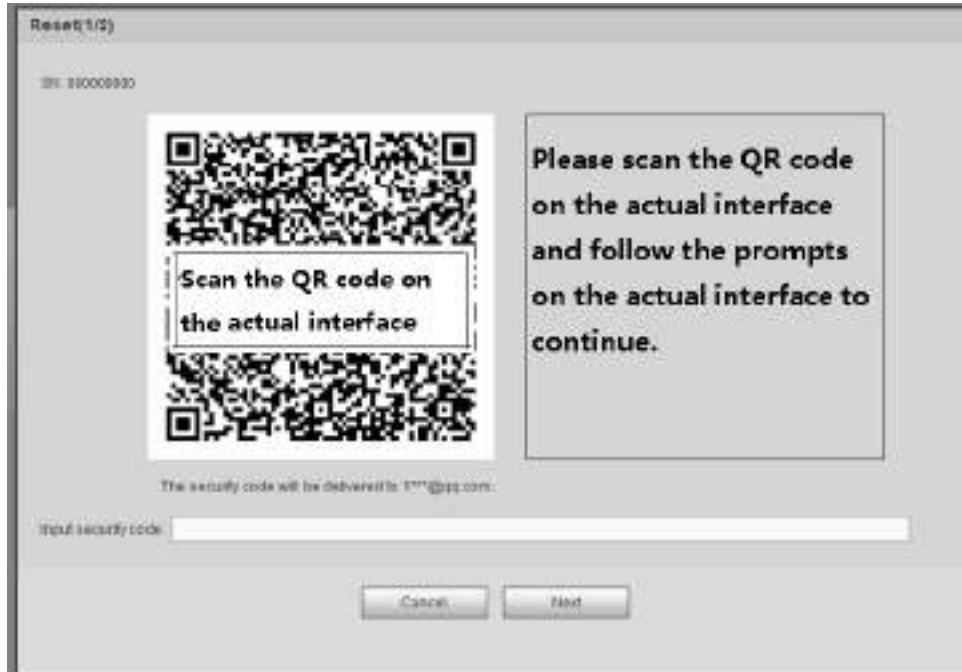 Reset(1/2)
SN: 000000000
Scan the QR code on
the actual interface
Please scan the QR code
on the actual interface
and follow the prompts
on the actual interface to
continue.
The security code will be delivered to 1***@qq.com
Input security code
Cancel
Next